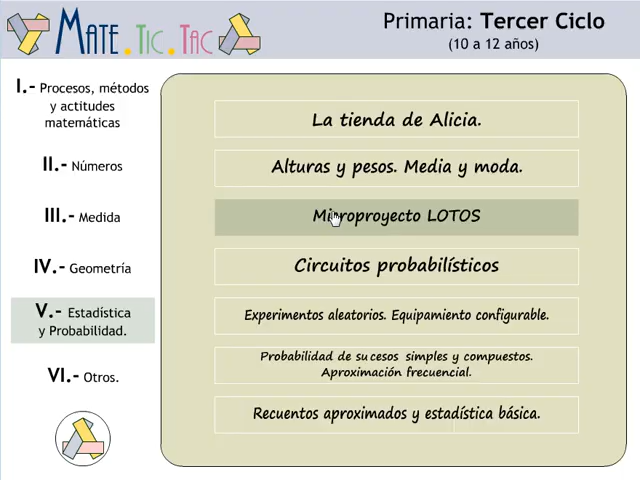 MATE.TIC.TAC
Primaria: Tercer Ciclo
(10 a 12 años)
I.- Procesos, métodos
y actitudes
matemáticas
II.- Números
III.- Medida
IV.- Geometría
V.- Estadística
y Probabilidad.
VI.- Otros.
La tienda de Alicia.
Alturas y pesos. Media y moda.
Microproyecto LOTOS
Circuitos probabilísticos
Experimentos aleatorios. Equipamiento configurable.
Probabilidad de sucesos simples y compuestos.
Aproximación frecuencial.
Recuentos aproximados y estadística básica.